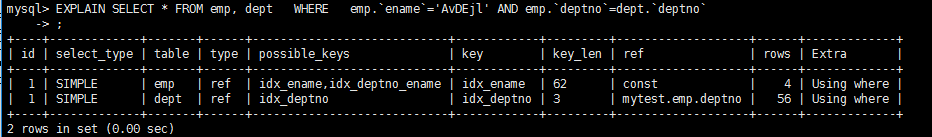 mysql> EXPLAIN SELECT * FROM emp, dept   WHERE   emp.`ename`='AvDEjl' AND emp.`deptno`=dept.`deptno`
    -> ;
+----+-------------+-------+------+----------------------------+------------+---------+-------------------+------+-------------+
| id | select_type | table | type | possible_keys              | key        | key_len | ref               | rows | Extra       |
+----+-------------+-------+------+----------------------------+------------+---------+-------------------+------+-------------+
|  1 | SIMPLE      | emp   | ref  | idx_ename,idx_deptno_ename | idx_ename  | 62      | const             |    4 | Using where |
|  1 | SIMPLE      | dept  | ref  | idx_deptno                 | idx_deptno | 3       | mytest.emp.deptno |   56 | Using where |
+----+-------------+-------+------+----------------------------+------------+---------+-------------------+------+-------------+
2 rows in set (0.00 sec)